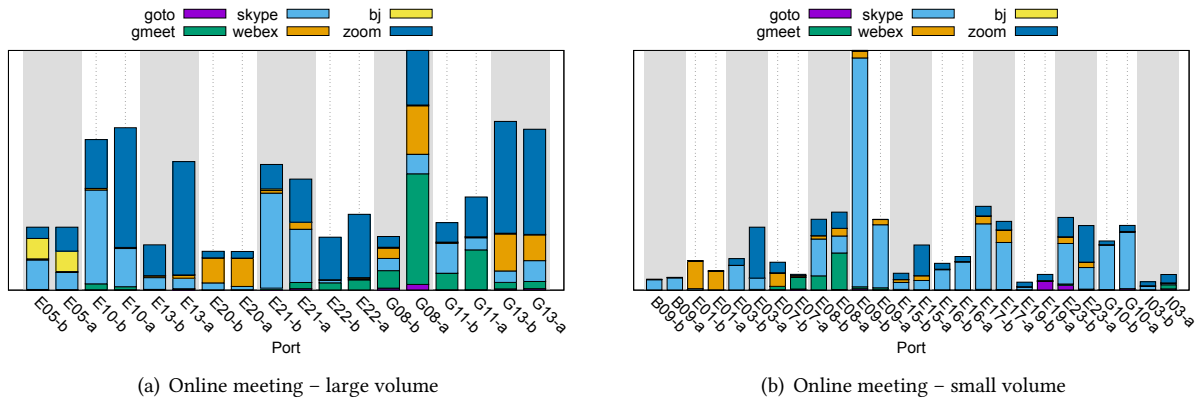 goto skype bj
gmeet webex zoom
E05-b E05-a E10-b E10-a E13-b E13-a E20-b E20-a E21-b E21-a E22-b E22-a G08-b G08-a G11-b G11-a G13-b G13-a
Port
(a) Online meeting – large volume
goto skype bj
gmeet webex zoom
B09-b B09-a E01-b E01-a E03-b E03-a E07-b E07-a E08-b E08-a E09-b E09-a E15-b E15-a E16-b E16-a E17-b E17-a E19-b E19-a E23-b E23-a G10-b G10-a I03-b I03-a
Port
(b) Online meeting – small volume